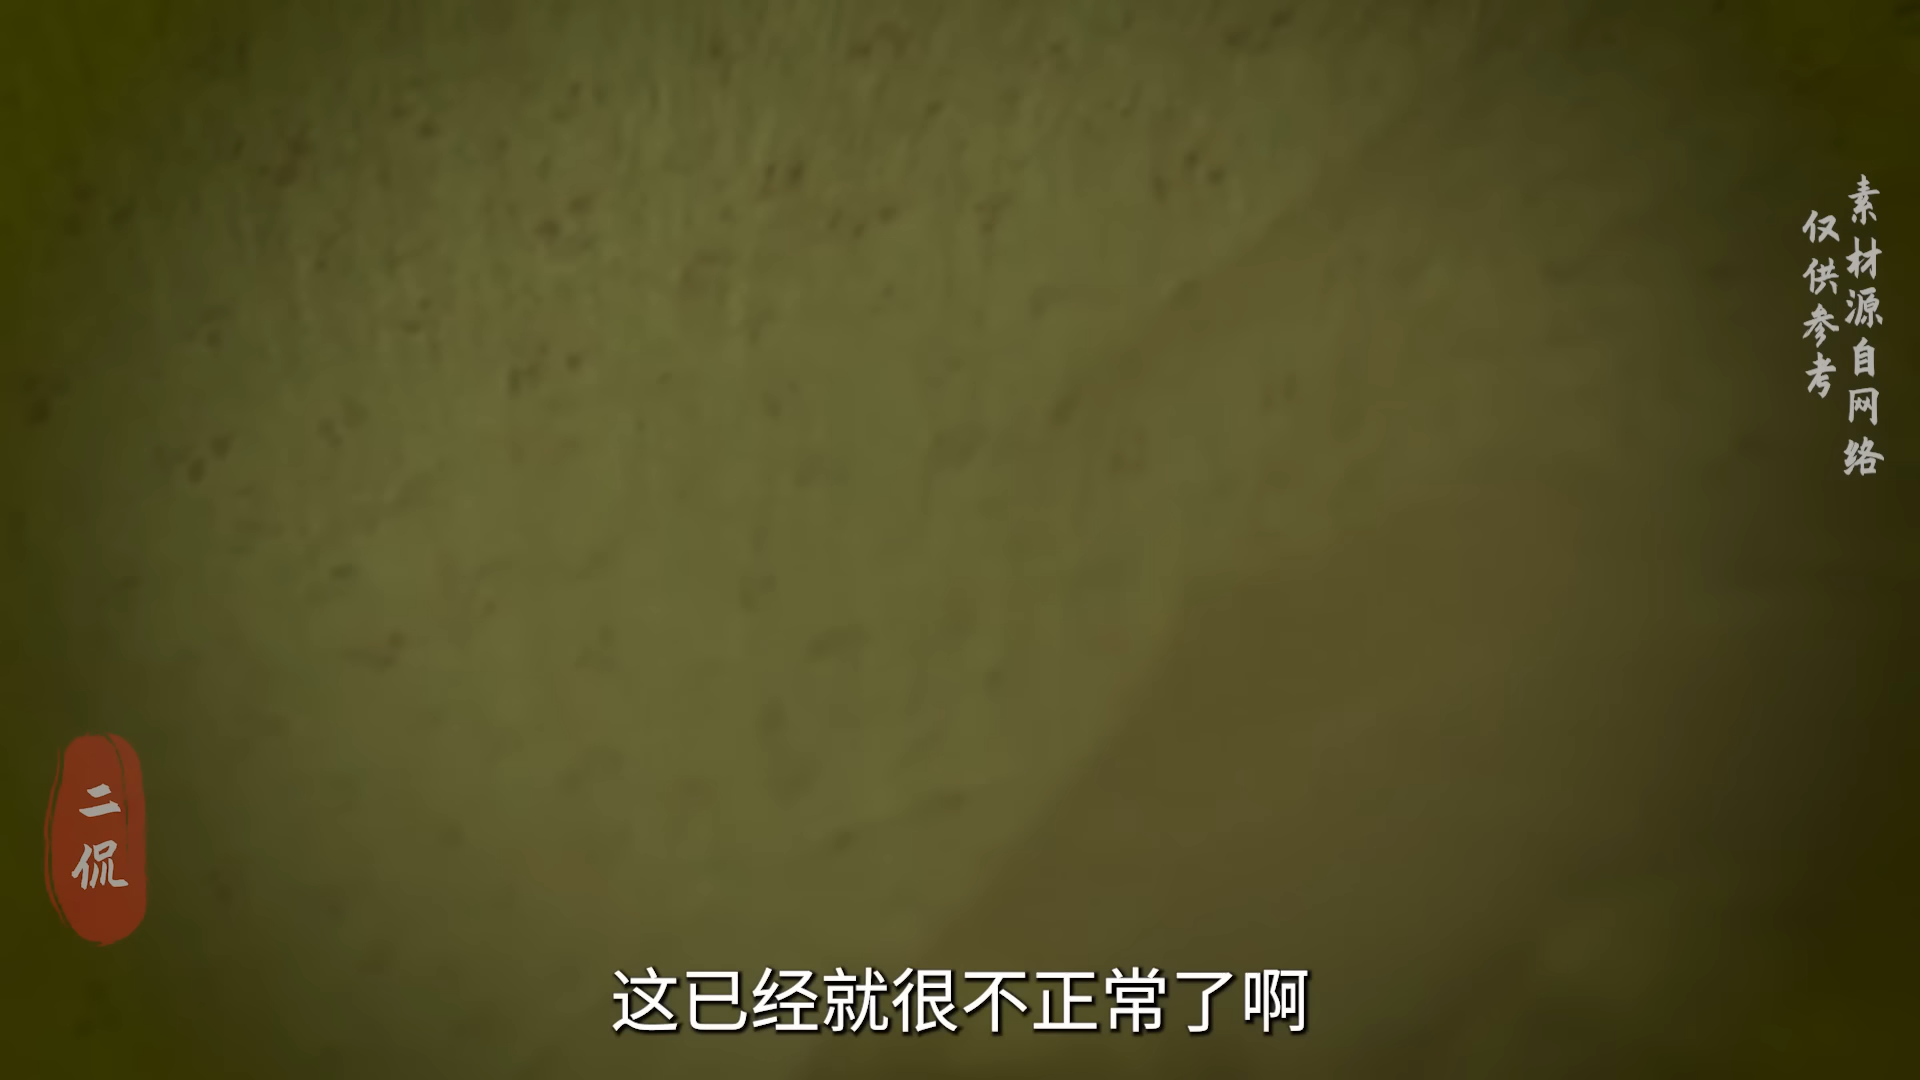 素材源自网络
仅供参考
二侃
这已经就很不正常了啊